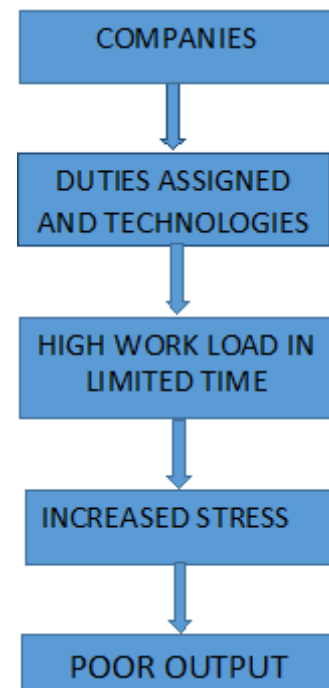 COMPANIES
DUTIES ASSIGNED
AND TECHNOLOGIES
HIGH WORK LOAD IN
LIMITED TIME
INCREASED STRESS
POOR OUTPUT